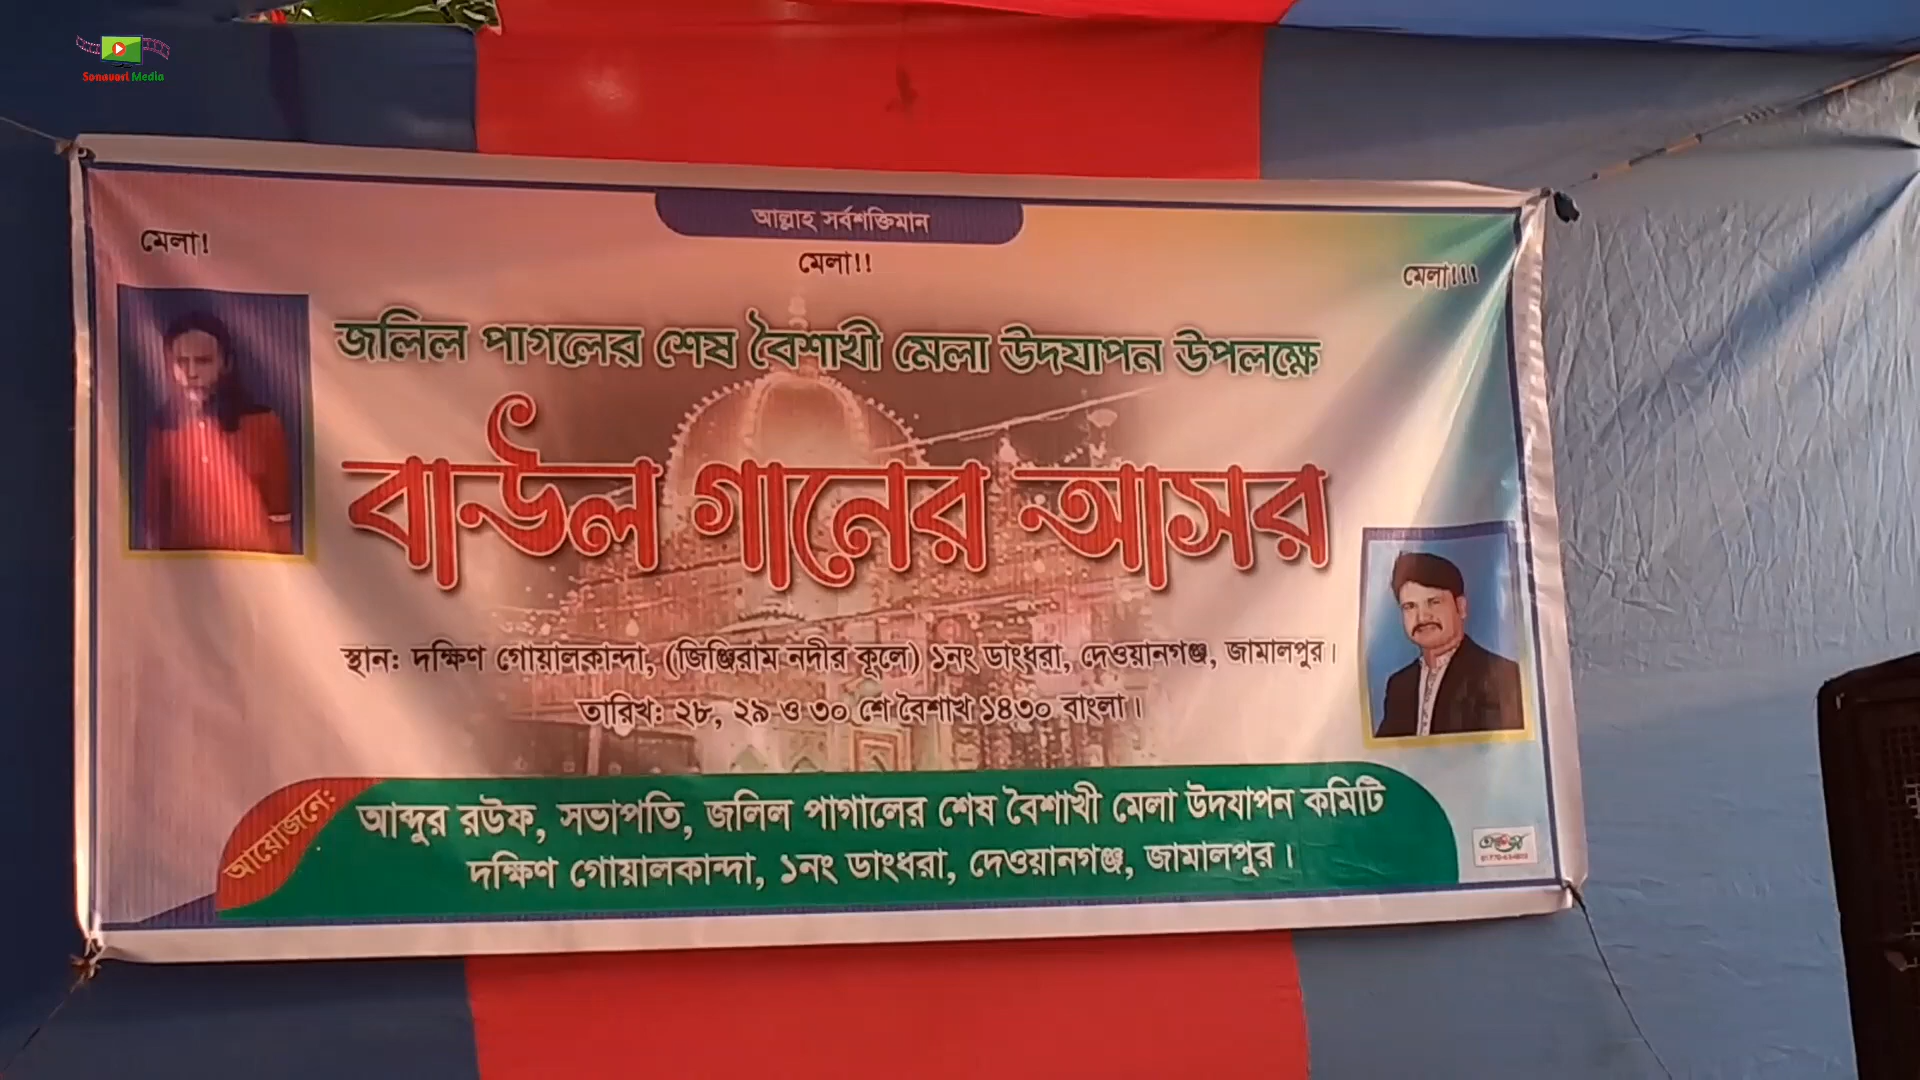 Sonavori Media
আল্লাহ সর্বশক্তিমান
মেলা! মেলা!! মেলা!!!
জলিল পাগলের শেষ বৈশাখী মেলা উদযাপন উপলক্ষে
বাউল গানের আসর
স্থান: দক্ষিণ গোয়ালকান্দা, (জিঞ্জিরাম নদীর কূলে) ১নং ডাংধরা, দেওয়ানগঞ্জ, জামালপুর।
তারিখ: ২৮, ২৯ ও ৩০ শে বৈশাখ ১৪৩০ বাংলা।
আয়োজনে:
আব্দুর রউফ, সভাপতি, জলিল পাগালের শেষ বৈশাখী মেলা উদযাপন কমিটি
দক্ষিণ গোয়ালকান্দা, ১নং ডাংধরা, দেওয়ানগঞ্জ, জামালপুর।